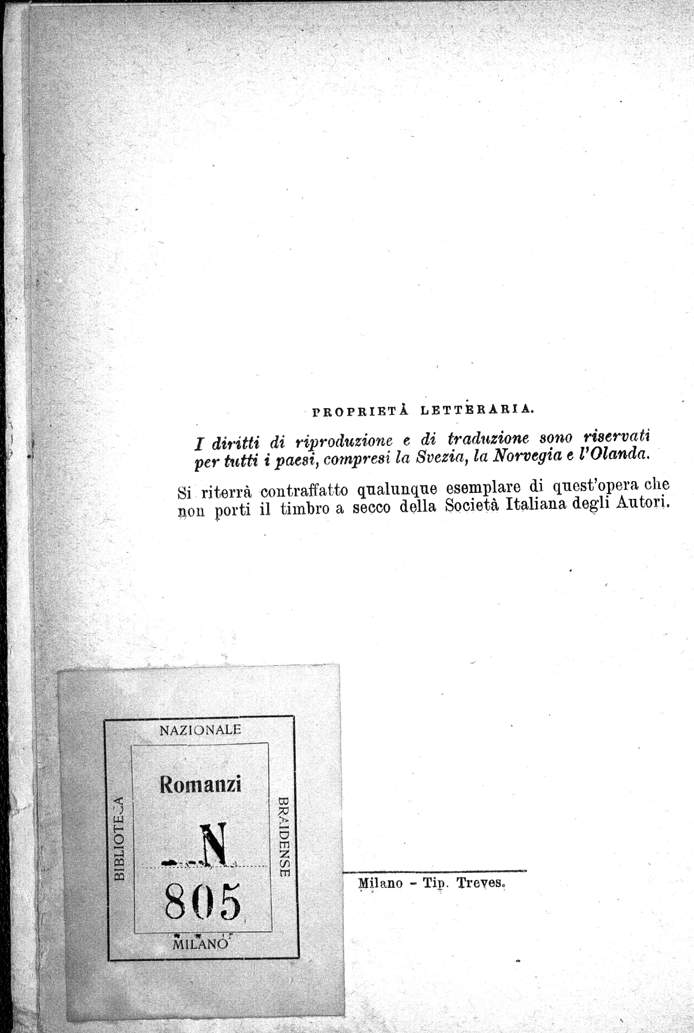 PROPRIETÀ LETTERARIA.
I diritti di riproduzione e di traduzione sono riservati
per tutti i paesi, compresi la Svezia, la Norvegia e l'Olanda.
Si riterrà contraffatto qualunque esemplare di quest'opera che
non porti il timbro a secco della Società Italiana degli Autori.
Milano - Tip. Treves.
NAZIONALE
BIBLIOTECA
BRAIDENSE
Romanzi
N
805
MILANO